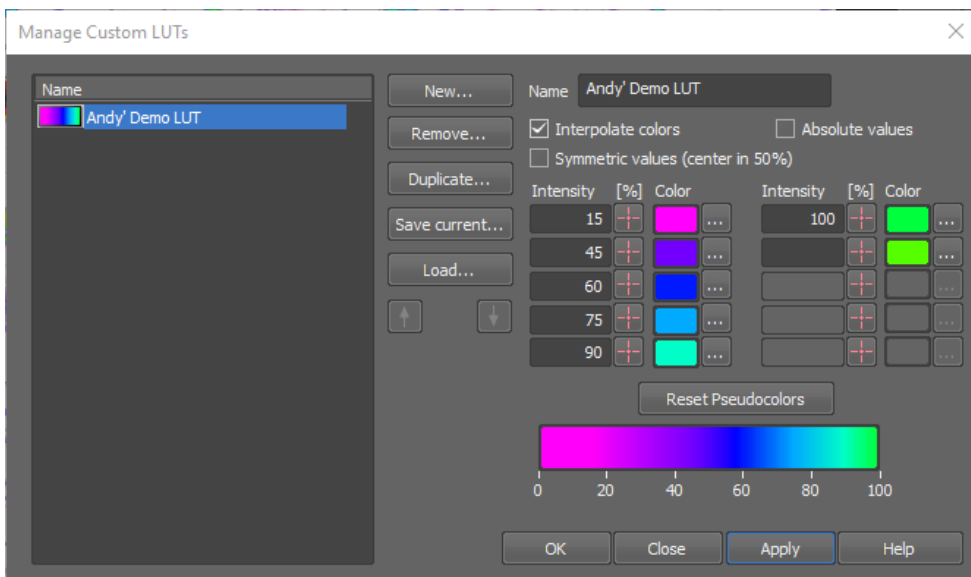 Manage Custom LUTs
Name
Andy' Demo LUT
New...
Remove...
Duplicate...
Save current...
Load...
Name Andy' Demo LUT
Interpolate colors Absolute values
Symmetric values (center in 50%)
Intensity [%] Color Intensity [%] Color
15 ... 100 ...
45 ... ...
60 ... ...
75 ... ...
90 ... ...
Reset Pseudocolors
0 20 40 60 80 100
OK Close Apply Help